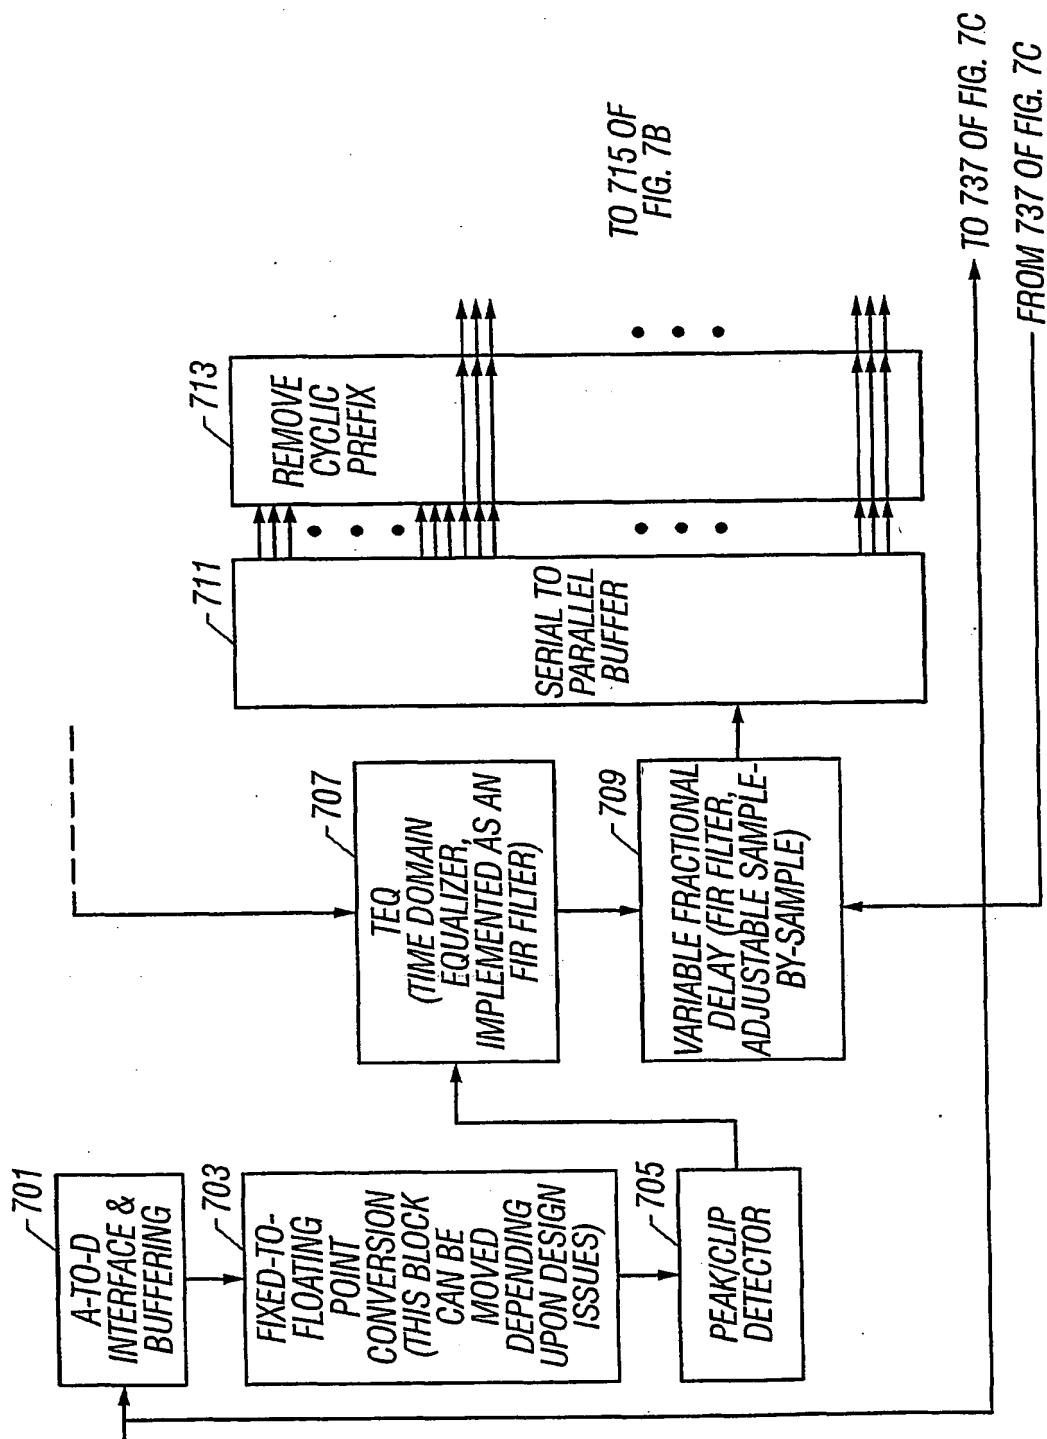 701
A-TO-D
INTERFACE &
BUFFERING
703
FIXED-TO-
FLOATING
POINT
CONVERSION
(THIS BLOCK
CAN BE
MOVED
DEPENDING
UPON DESIGN
ISSUES)
705
PEAK/CLIP
DETECTOR
707
TEQ
(TIME DOMAIN
EQUALIZER,
IMPLEMENTED AS AN
FIR FILTER)
709
VARIABLE FRACTIONAL
DELAY (FIR FILTER,
ADJUSTABLE SAMPLE-
BY-SAMPLE)
711
SERIAL TO
PARALLEL
BUFFER
713
REMOVE
CYCLIC
PREFIX
TO 715 OF
FIG. 7B
TO 737 OF FIG. 7C
FROM 737 OF FIG. 7C